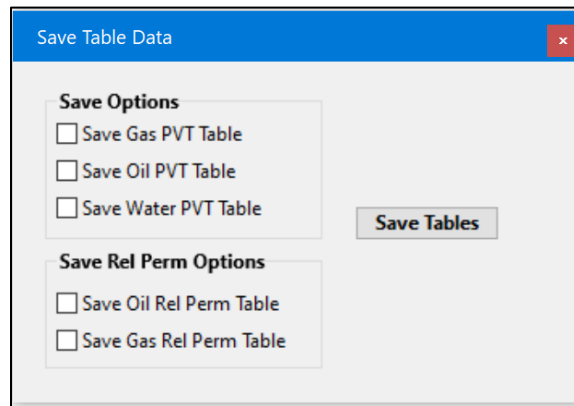 Save Table Data
×
Save Options
Save Gas PVT Table
Save Oil PVT Table
Save Water PVT Table
Save Tables
Save Rel Perm Options
Save Oil Rel Perm Table
Save Gas Rel Perm Table